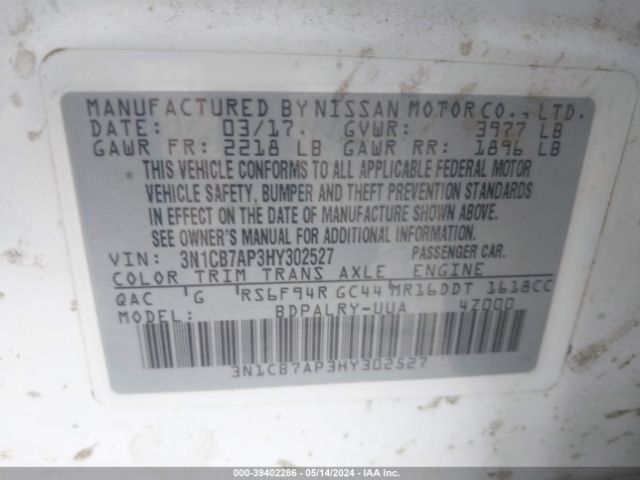 MANUFACTURED BY NISSAN MOTOR CO., LTD.
DATE: 03/17. GVWR: 3977 LB
GAWR FR: 2218 LB GAWR RR: 1896 LB
THIS VEHICLE CONFORMS TO ALL APPLICABLE FEDERAL MOTOR
VEHICLE SAFETY, BUMPER AND THEFT PREVENTION STANDARDS
IN EFFECT ON THE DATE OF MANUFACTURE SHOWN ABOVE.
SEE OWNER'S MANUAL FOR ADDITIONAL INFORMATION.
VIN: 3N1CB7AP3HY302527 PASSENGER CAR.
COLOR TRIM TRANS AXLE ENGINE
QAC G RS6F94R GC44 MR16DDT 1618CC
MODEL: BDPALRY-UUA 4Z000
3N1CB7AP3HY302527
000-39402286 - 05/14/2024 - IAA Inc.